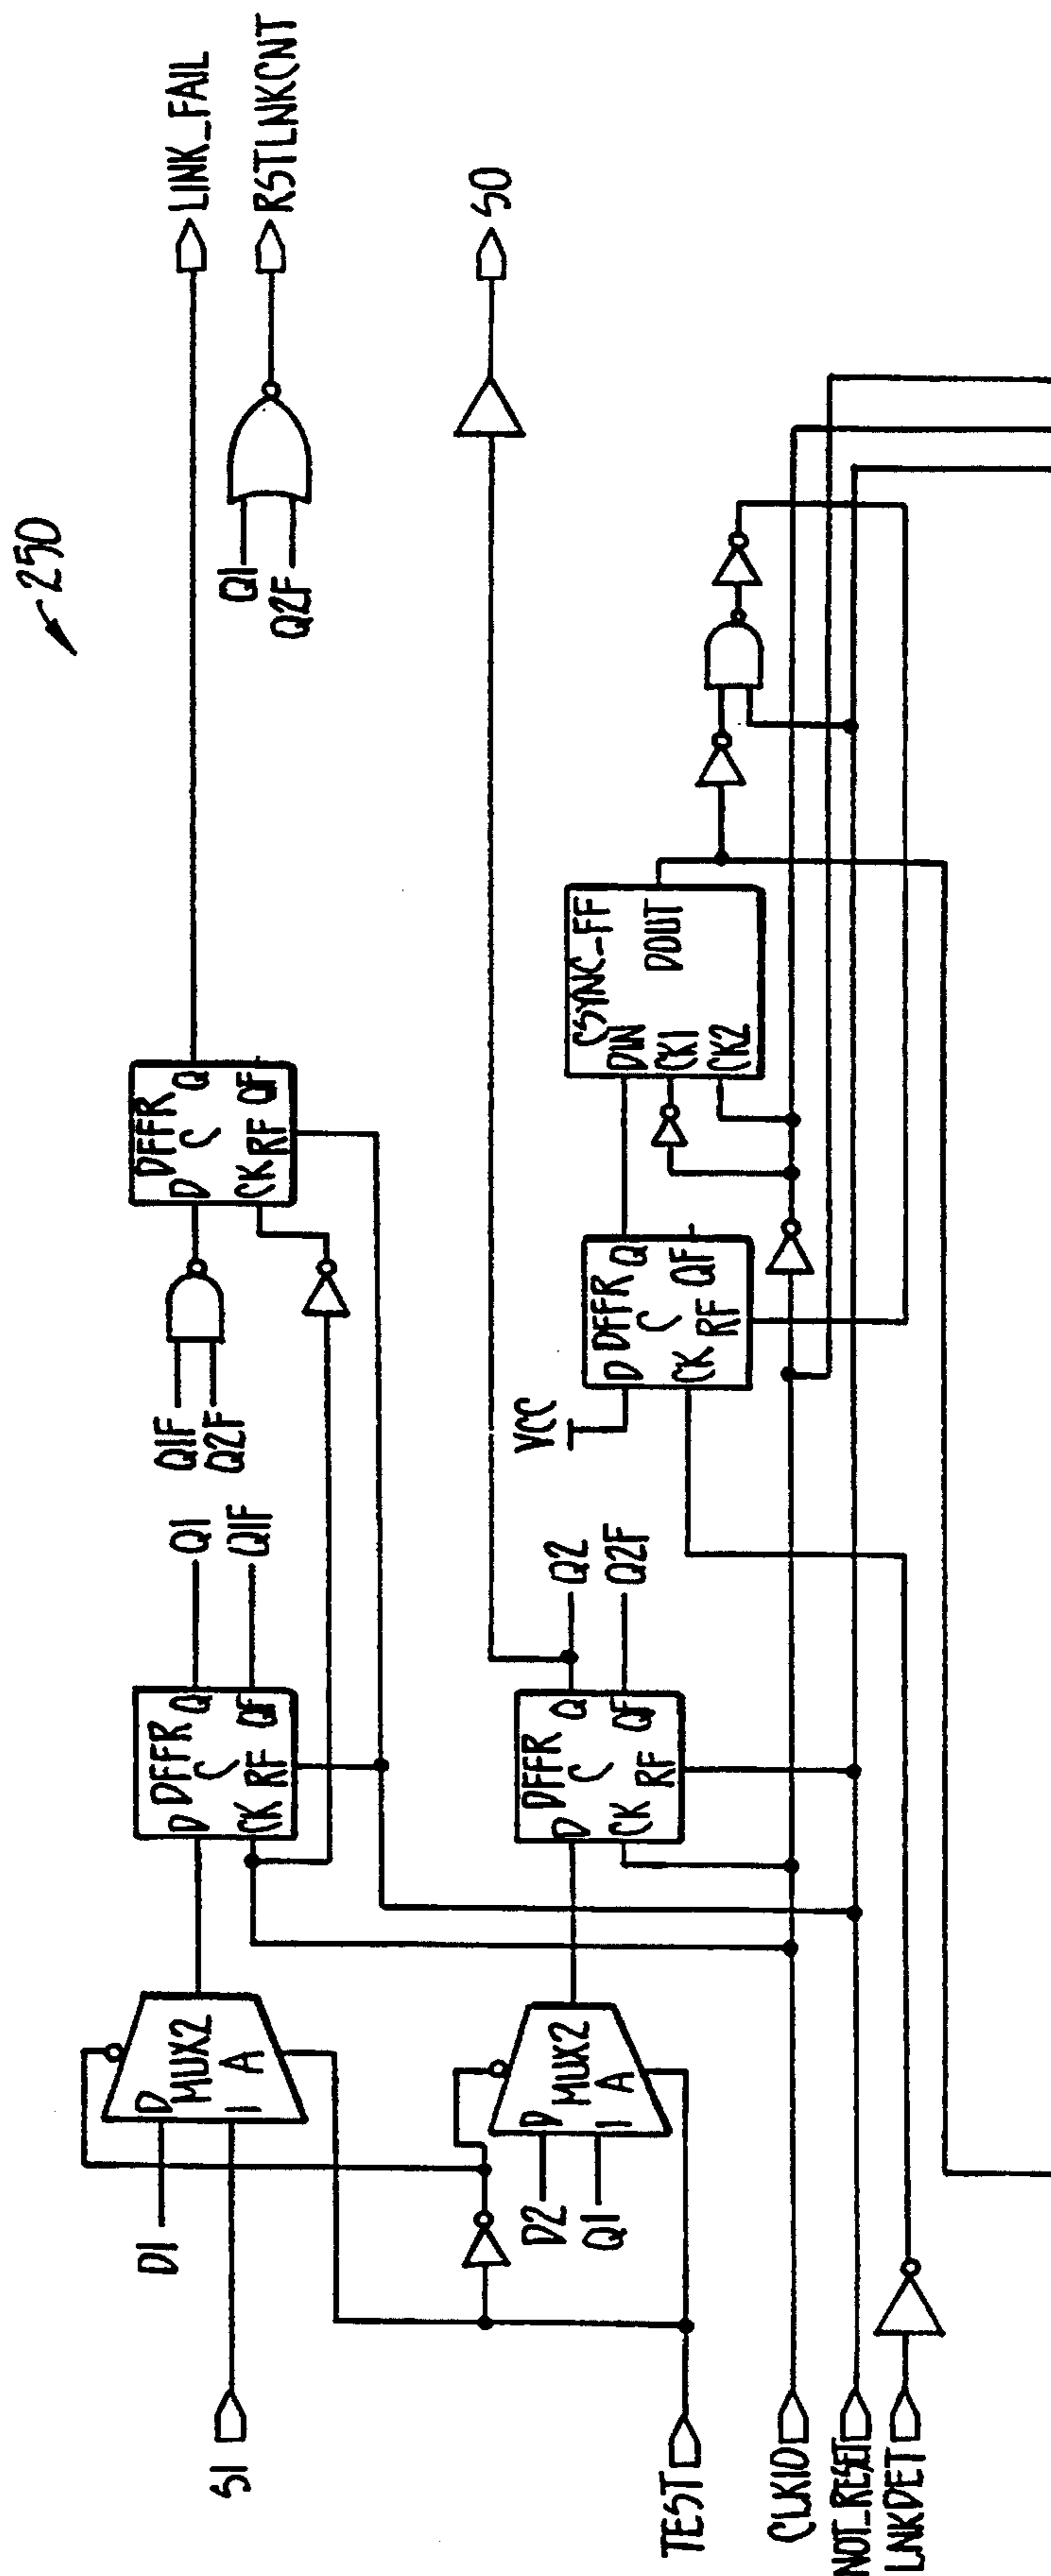 250
LINK_FAIL
RSTLNKCNT
Q1
Q2F
SO
DFFR
C
D
Q
CK
RF
QF
Q1F
Q2F
Q1
Q1F
DFFR
C
D
Q
CK
RF
QF
MUX2
D
1
A
D1
SI
CSYNC_FF
DIN
DOUT
CK1
CK2
DFFR
C
D
Q
CK
RF
QF
VCC
Q2
Q2F
DFFR
C
D
Q
CK
RF
QF
MUX2
D
1
A
D2
Q1
TEST
CLK10
NOT_RESET
LNKDET